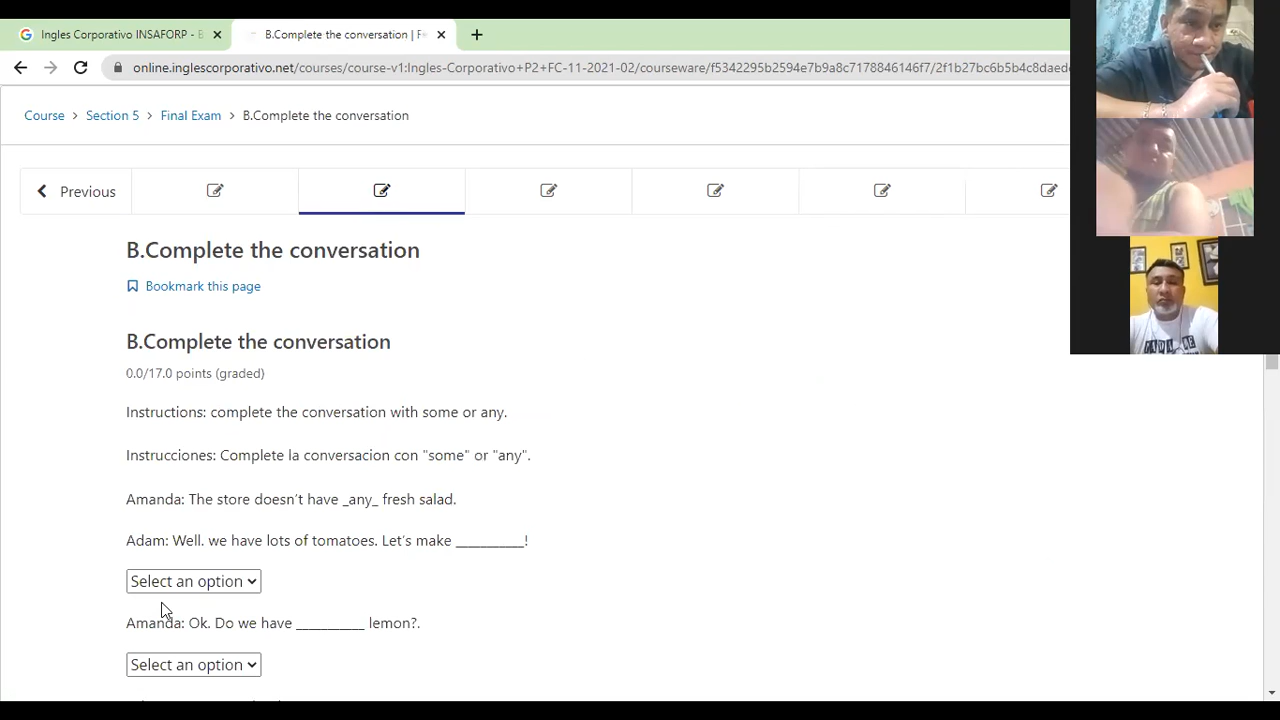 Ingles Corporativo INSAFORP - E
B.Complete the conversation | F
online.inglescorporativo.net/courses/course-v1:Ingles-Corporativo+P2+FC-11-2021-02/courseware/f5342295b2594e7b9a8c7178846146f7/2f1b27bc6b5b4c8daed
Course > Section 5 > Final Exam > B.Complete the conversation
Previous
B.Complete the conversation
Bookmark this page
B.Complete the conversation
0.0/17.0 points (graded)
Instructions: complete the conversation with some or any.
Instrucciones: Complete la conversacion con "some" or "any".
Amanda: The store doesn't have _any_ fresh salad.
Adam: Well. we have lots of tomatoes. Let's make __________!
Select an option
Amanda: Ok. Do we have __________ lemon?.
Select an option